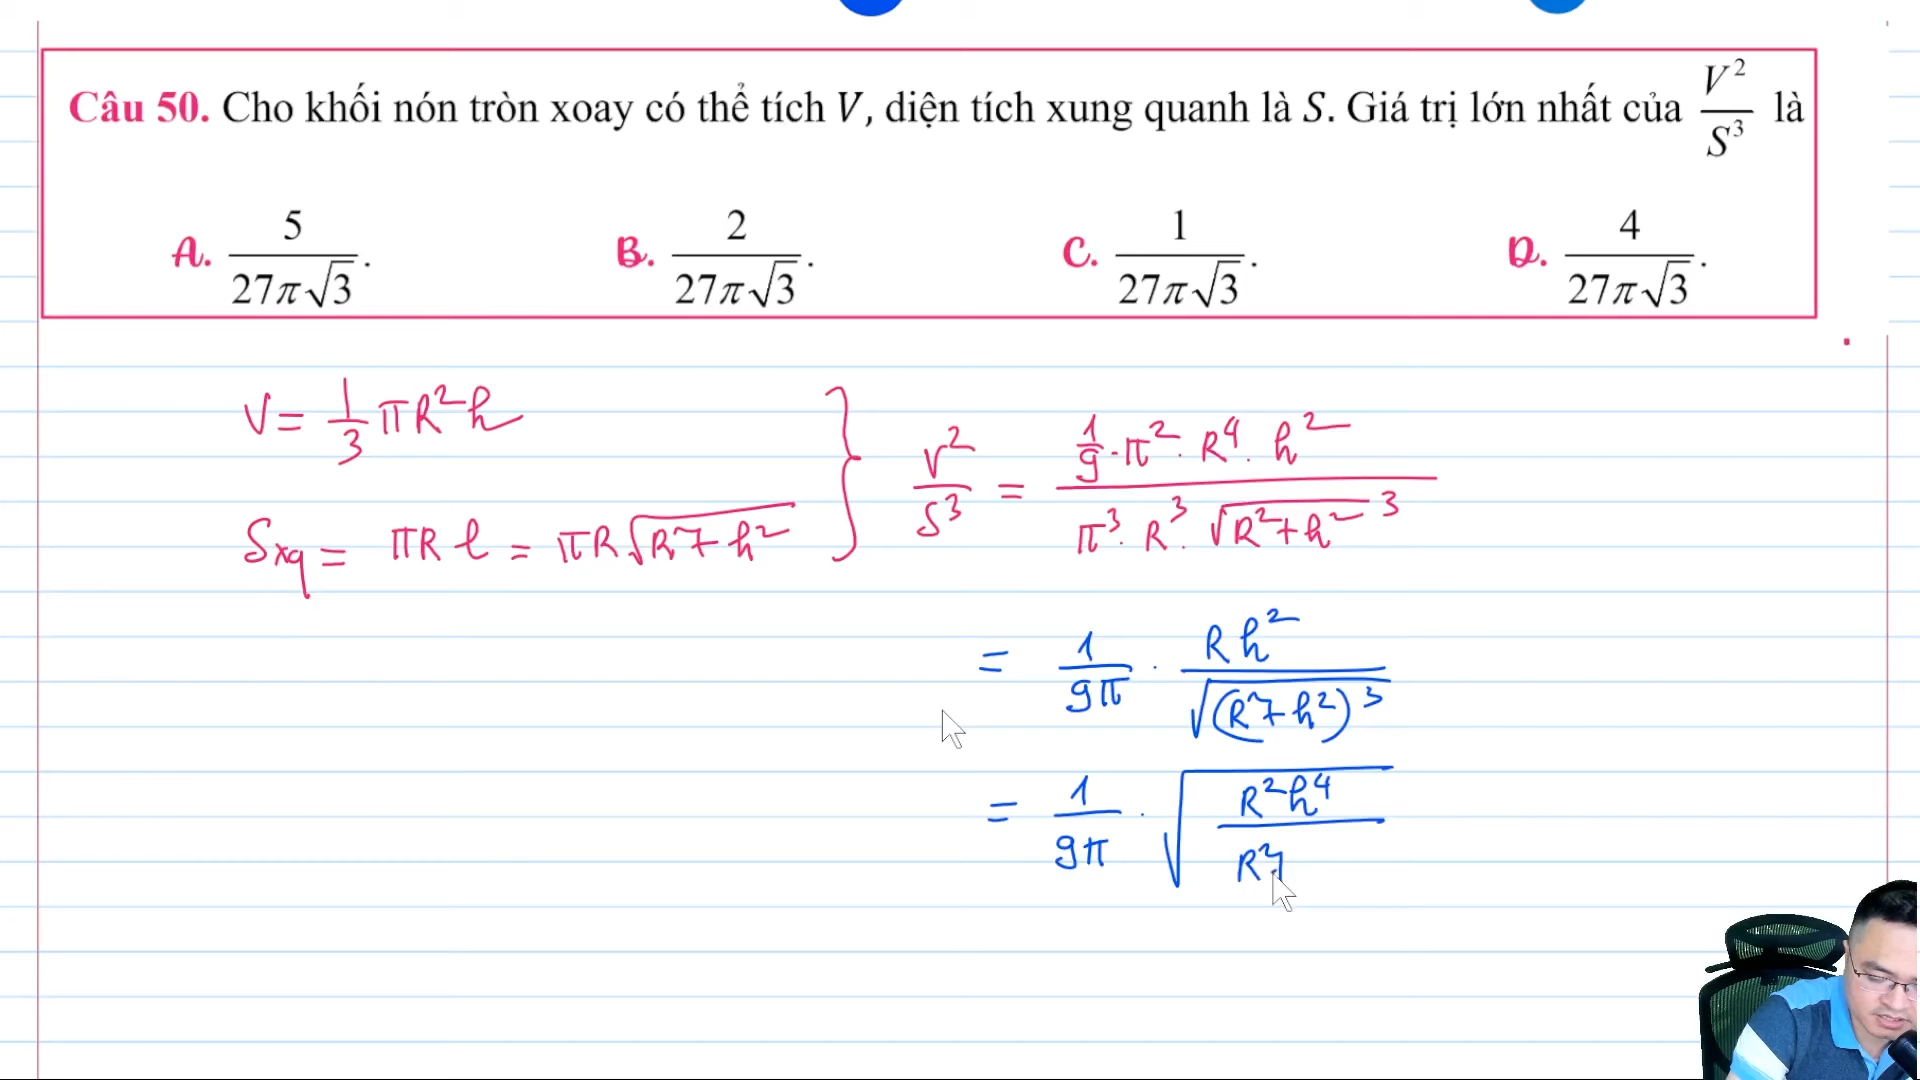 Câu 50. Cho khối nón tròn xoay có thể tích V, diện tích xung quanh là S. Giá trị lớn nhất của V²/S³ là
A. 5/(27π√3). B. 2/(27π√3). C. 1/(27π√3). D. 4/(27π√3).
V = 1/3 πR²h
Sxq = πRl = πR√(R²+h²)
V²/S³ = (1/9 · π² · R⁴ · h²)/(π³ · R³ · √(R²+h²)³)
= 1/(9π) · Rh²/√((R²+h²)³)
= 1/(9π) · √(R²h⁴/R²+